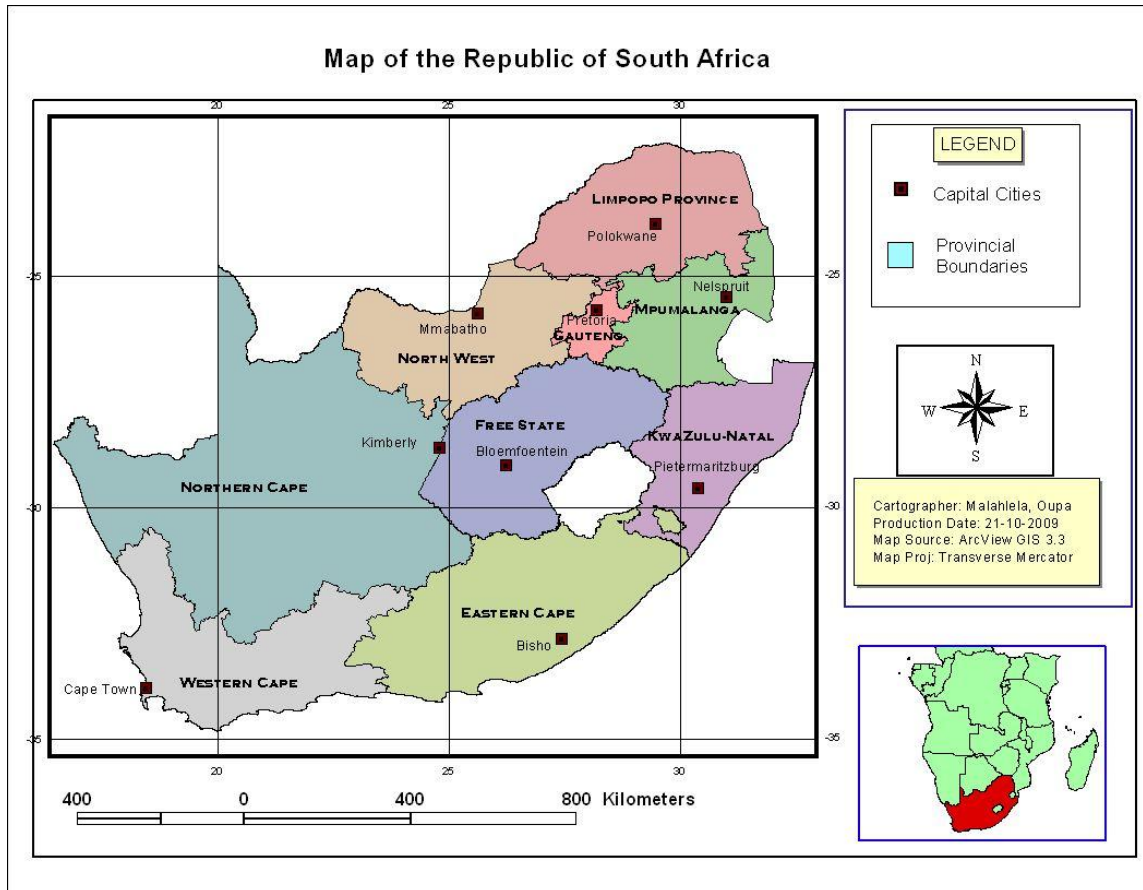 Map of the Republic of South Africa
20
25
30
-25
-25
-30
-30
-35
-35
20
25
30
LIMPOPO PROVINCE
Polokwane
Nelspruit
MPUMALANGA
Pretoria
GAUTENG
Mmabatho
NORTH WEST
FREE STATE
Bloemfoentein
Kimberly
KWAZULU-NATAL
Pietermaritzburg
NORTHERN CAPE
EASTERN CAPE
Bisho
WESTERN CAPE
Cape Town
400
0
400
800 Kilometers
LEGEND
Capital Cities
Provincial
Boundaries
N
W
E
S
Cartographer: Malahlela, Oupa
Production Date: 21-10-2009
Map Source: ArcView GIS 3.3
Map Proj: Transverse Mercator